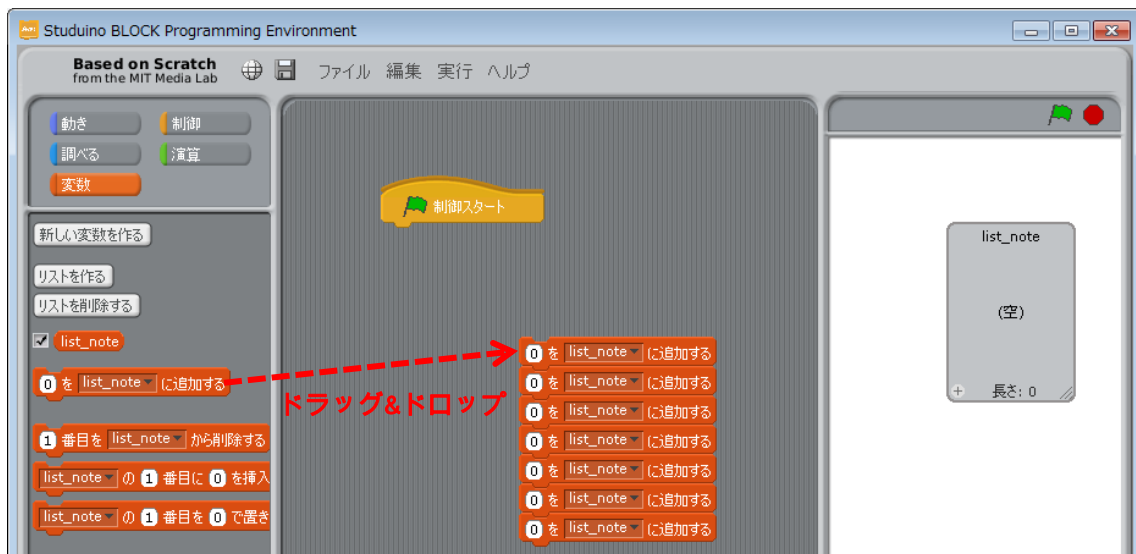 Studuino BLOCK Programming Environment
Based on Scratch
from the MIT Media Lab
ファイル 編集 実行 ヘルプ
動き 制御
調べる 演算
変数
新しい変数を作る
リストを作る
リストを削除する
list_note
0 を list_note に追加する
1 番目を list_note から削除する
list_note の 1 番目に 0 を挿入
list_note の 1 番目を 0 で置き
制御スタート
0 を list_note に追加する
0 を list_note に追加する
0 を list_note に追加する
0 を list_note に追加する
0 を list_note に追加する
0 を list_note に追加する
0 を list_note に追加する
ドラッグ&ドロップ
list_note
(空)
+ 長さ: 0